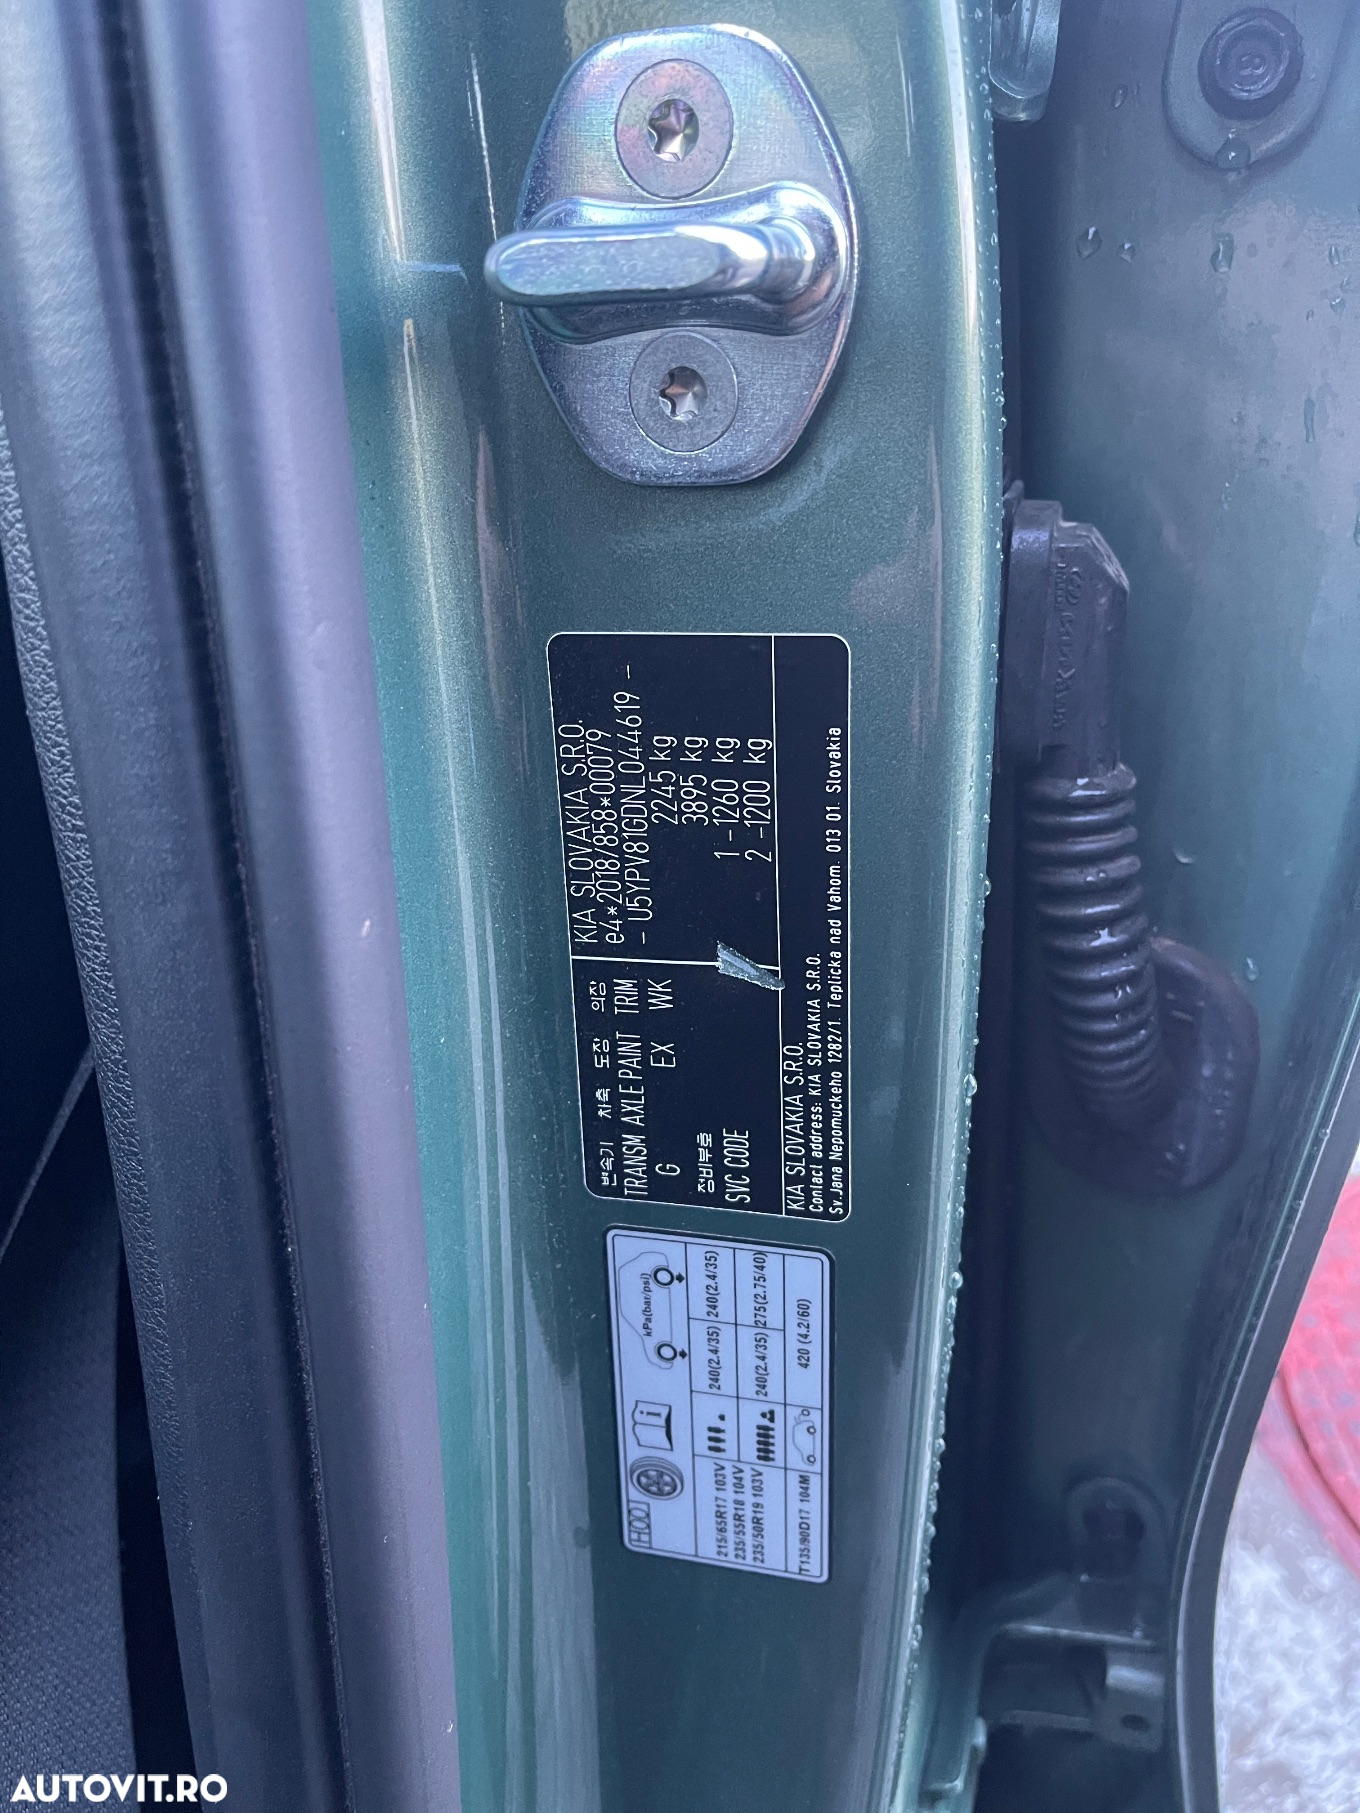 KIA SLOVAKIA S.R.O.
e4*2018/858*00079
- U5YPV81GDNL044619 -
2245 kg
3895 kg
1 -1260 kg
2 -1200 kg
변속기 차축 도장 의장
TRANSM AXLE PAINT TRIM
G EX WK
정비부호
SVC CODE
KIA SLOVAKIA S.R.O.
Contact address: KIA SLOVAKIA S.R.O.
Sv.Jana Nepomuckeho 1282/1. Teplicka nad Vahom. 013 01. Slovakia
HOO
i
kPa(bar/psi)
215/65R17 103V
235/55R18 104V
235/50R19 103V
240(2.4/35) 240(2.4/35)
240(2.4/35) 275(2.75/40)
T135/90D17 104M 420 (4.2/60)
AUTOVIT.RO